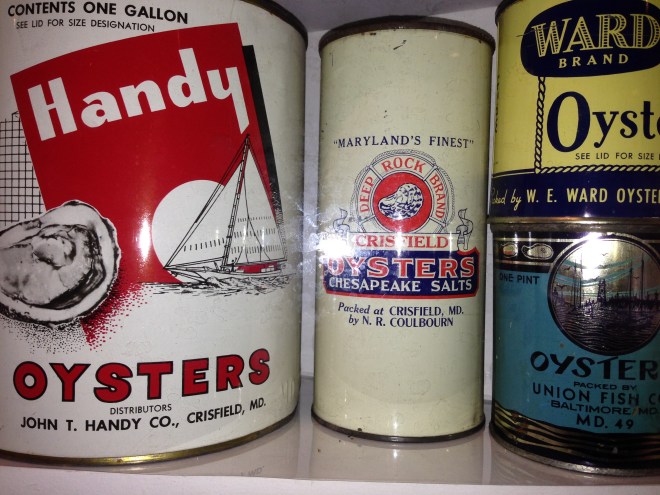 CONTENTS ONE GALLON
SEE LID FOR SIZE DESIGNATION
Handy
OYSTERS
DISTRIBUTORS
JOHN T. HANDY CO., CRISFIELD, MD.
"MARYLAND'S FINEST"
DEEP ROCK BRAND
CRISFIELD
OYSTERS
CHESAPEAKE SALTS
Packed at CRISFIELD, MD.
by N. R. COULBOURN
WARD
BRAND
Oyste
SEE LID FOR SIZE
by W. E. WARD OYSTER
ONE PINT
OYSTER
PACKED BY
UNION FISH C
BALTIMORE, MD
MD. 49